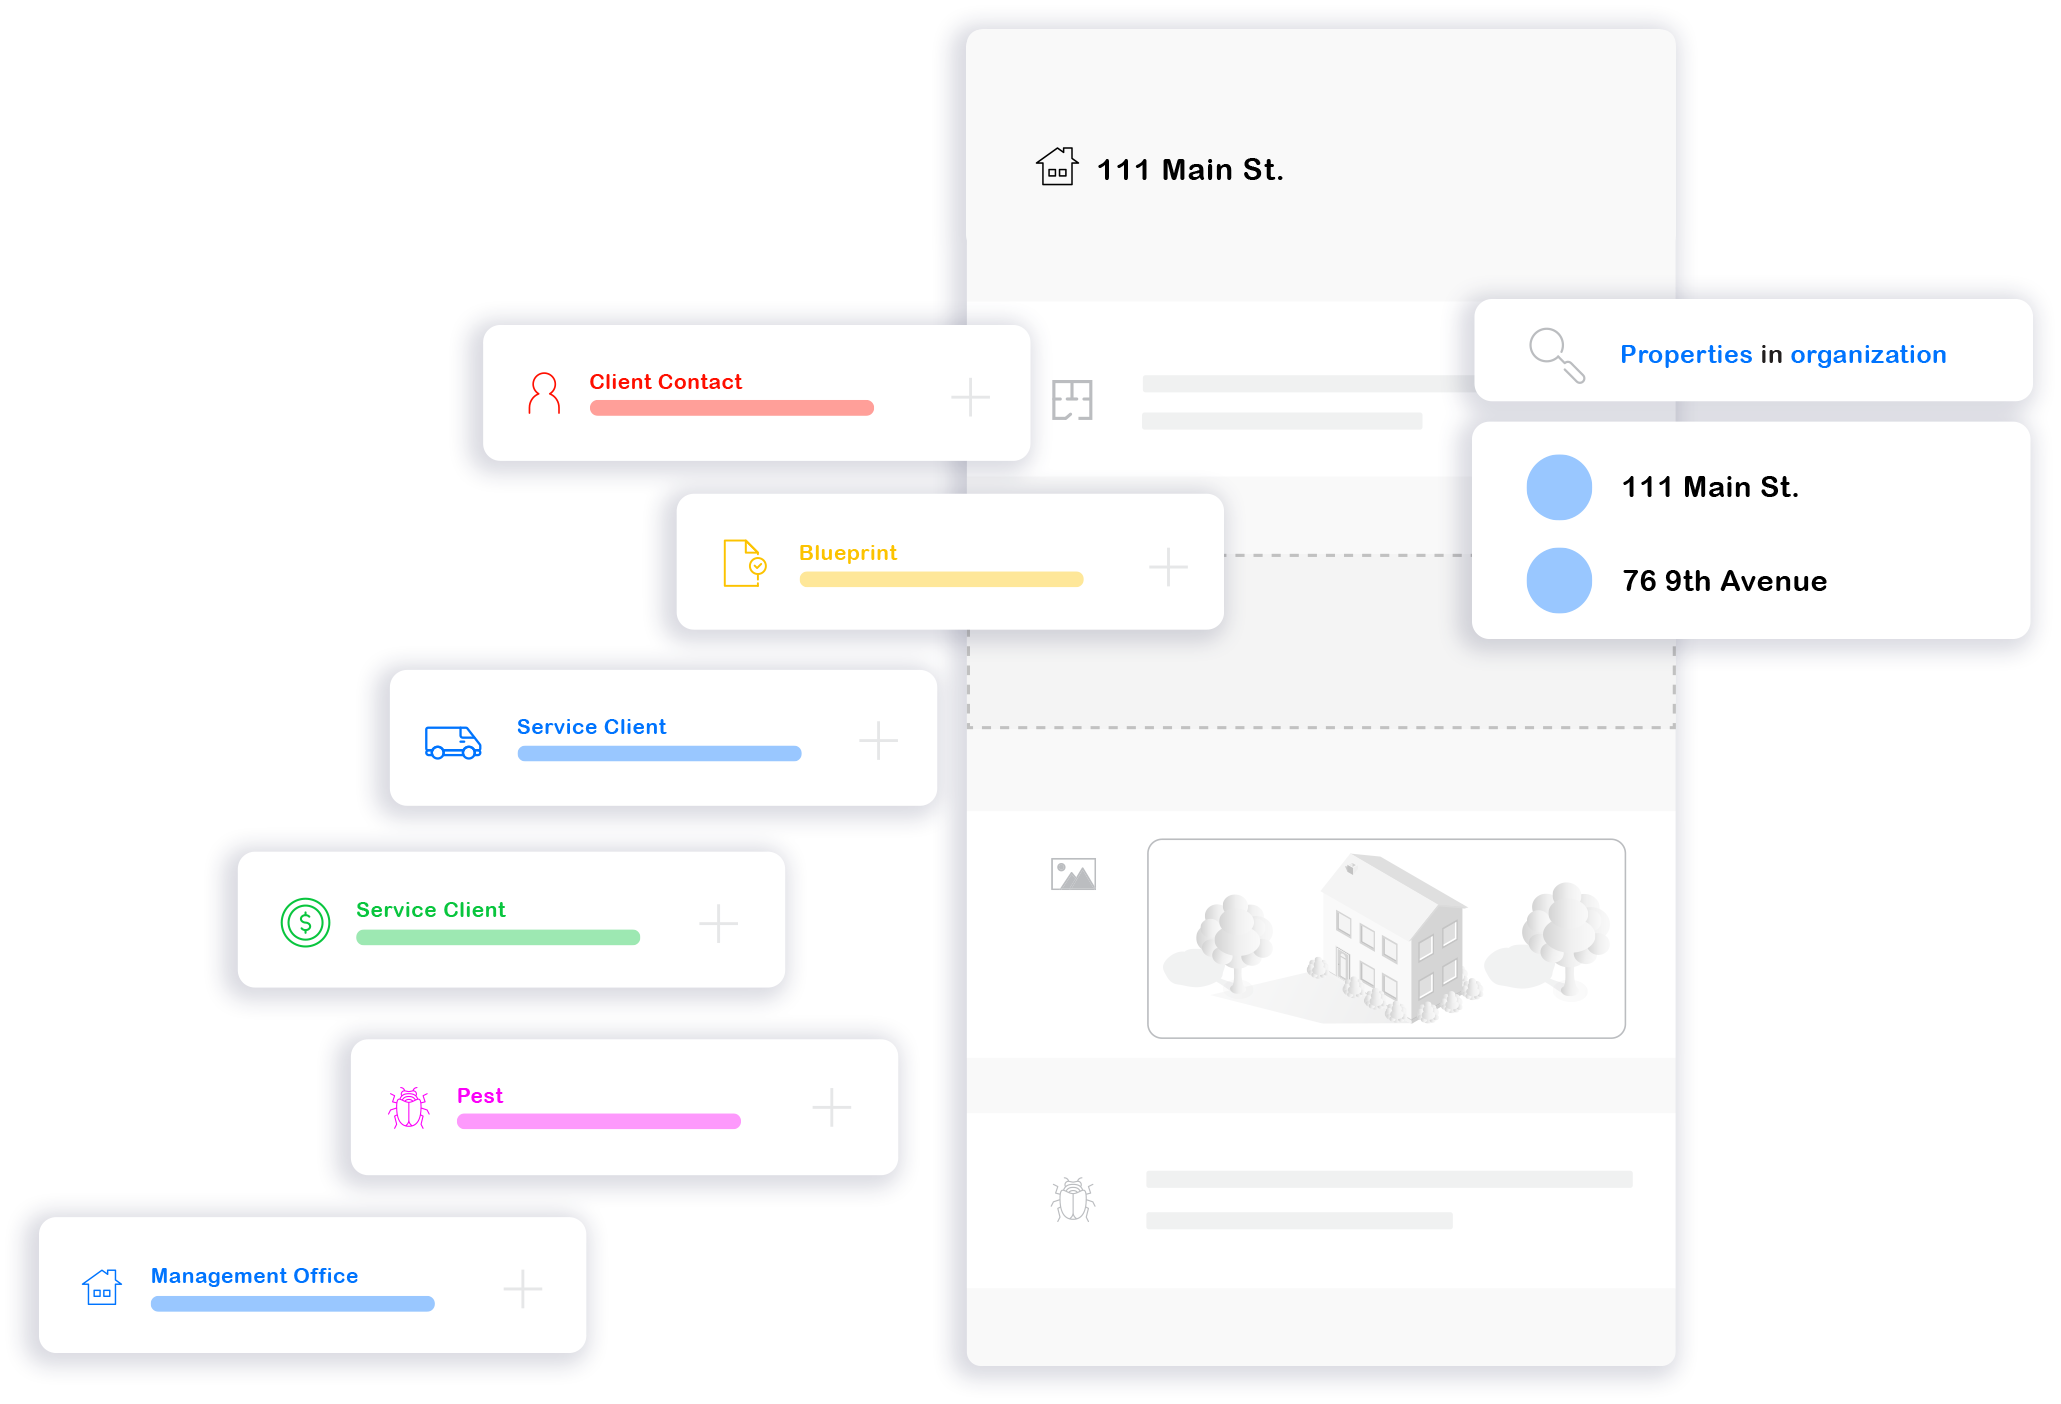 111 Main St.
Properties in organization
Client Contact
111 Main St.
Blueprint
76 9th Avenue
Service Client
Service Client
Pest
Management Office